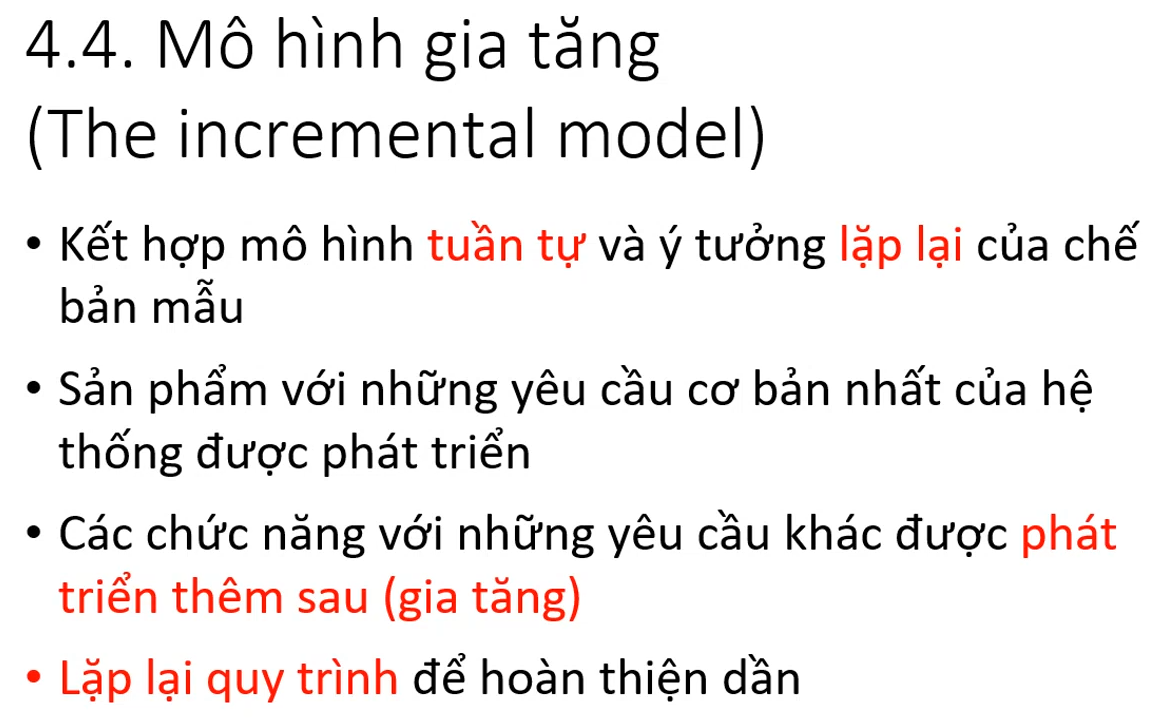 4.4. Mô hình gia tăng
(The incremental model)
• Kết hợp mô hình tuần tự và ý tưởng lặp lại của chế
bản mẫu
• Sản phẩm với những yêu cầu cơ bản nhất của hệ
thống được phát triển
• Các chức năng với những yêu cầu khác được phát
triển thêm sau (gia tăng)
• Lặp lại quy trình để hoàn thiện dần